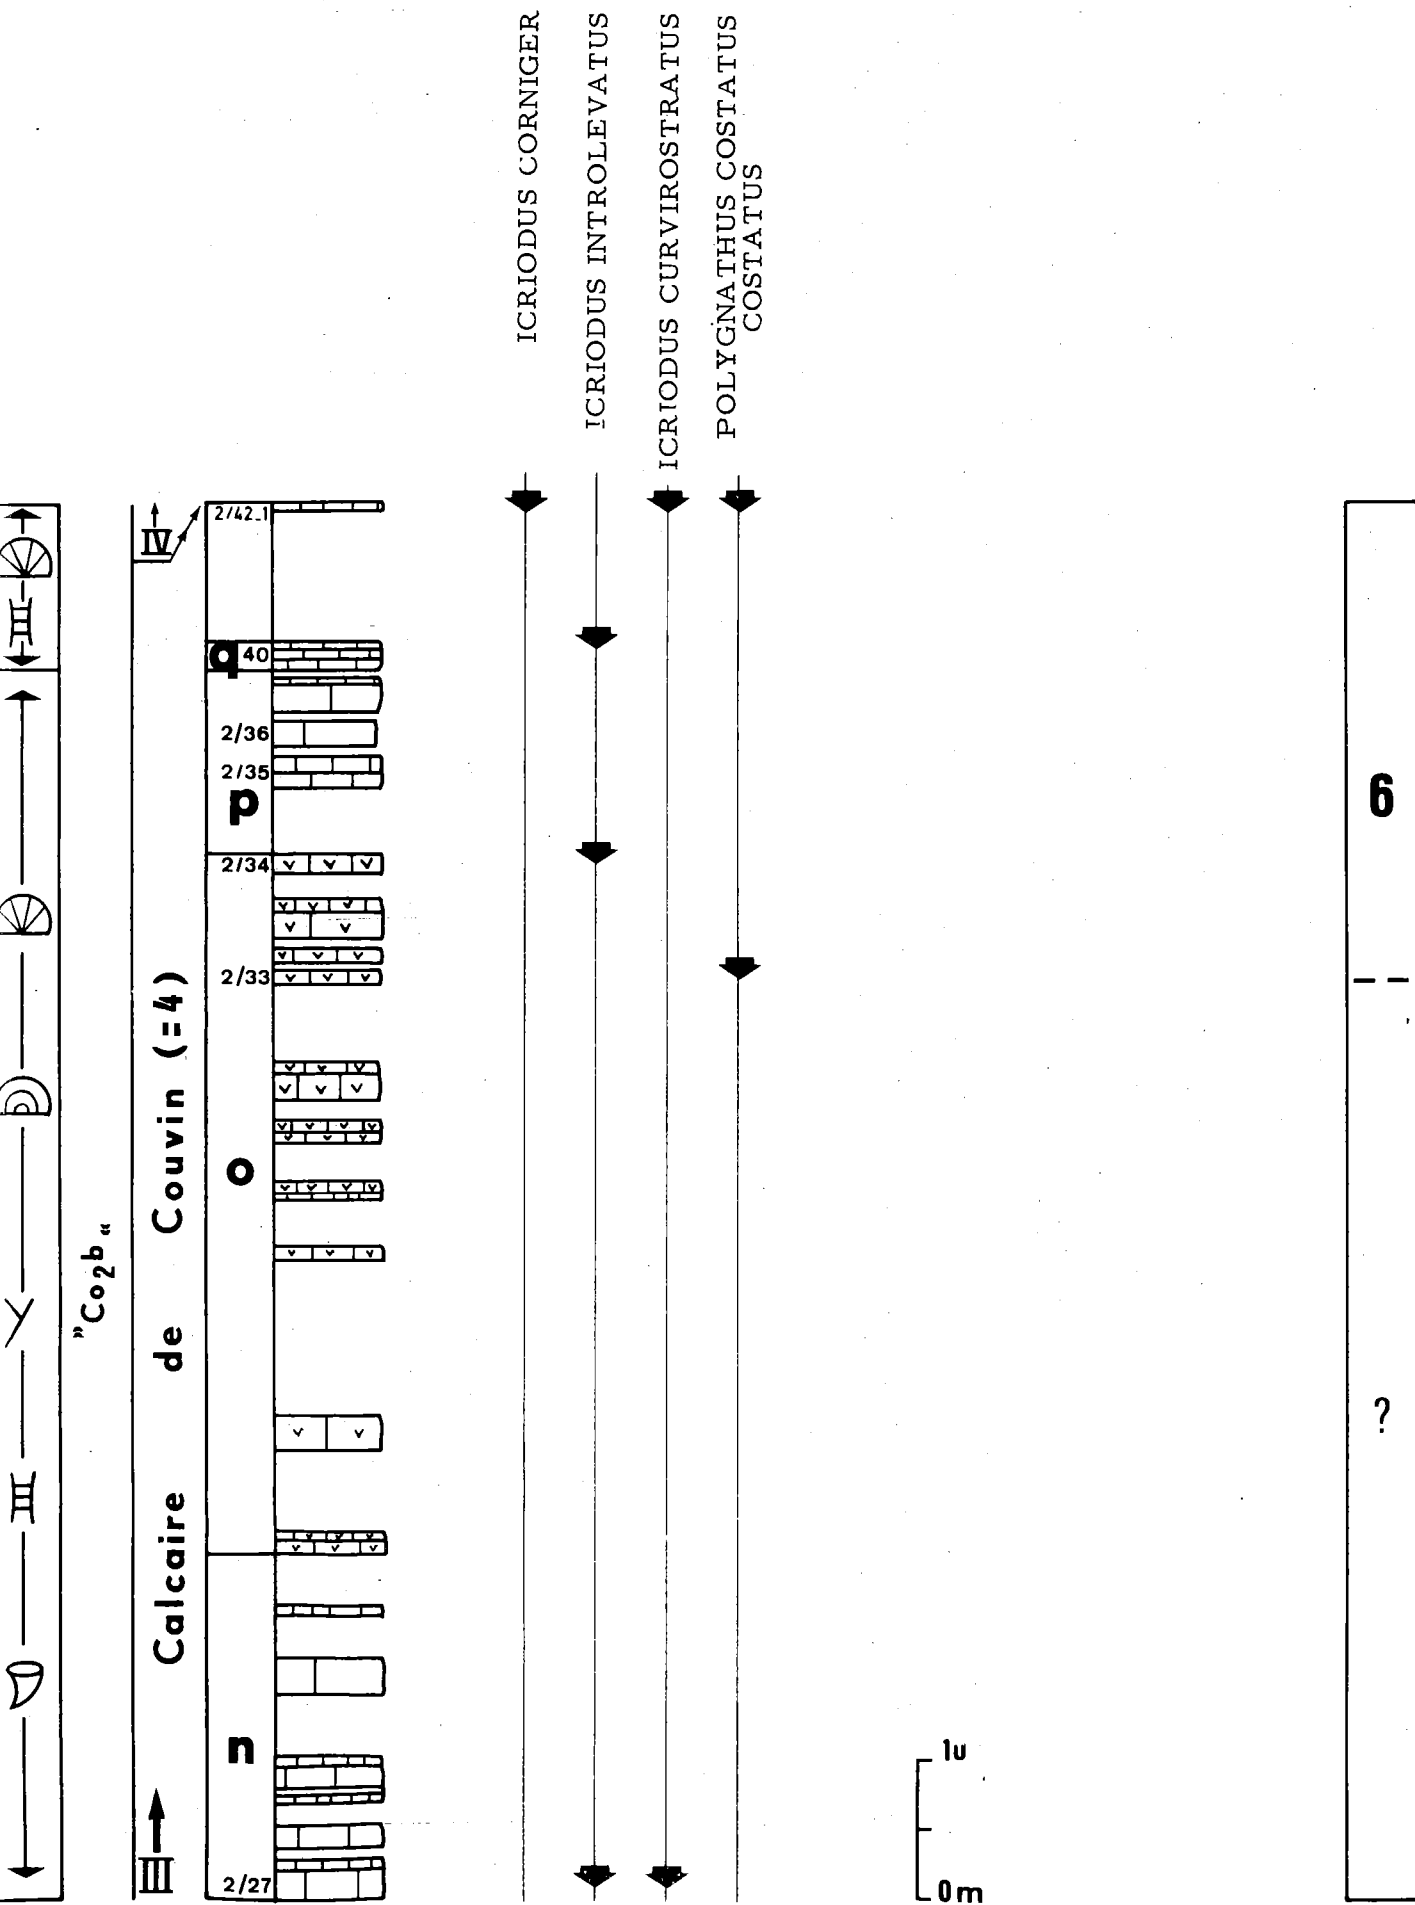 ICRIODUS CORNIGER
ICRIODUS INTROLEVATUS
ICRIODUS CURVIROSTRATUS
POLYGNATHUS COSTATUS
COSTATUS
IV
2/42_1
q 40
2/36
2/35
p
2/34
2/33
o
n
2/27
"Co2b"
Calcaire de Couvin (=4)
III
6
?
1u
0m